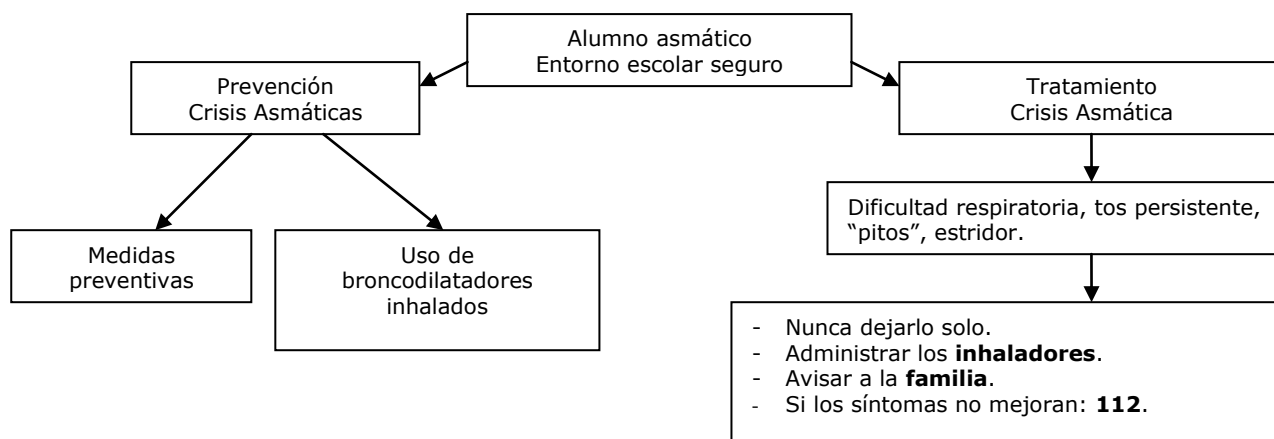 Alumno asmático
Entorno escolar seguro
Prevención
Crisis Asmáticas
Tratamiento
Crisis Asmática
Medidas
preventivas
Uso de
broncodilatadores
inhalados
Dificultad respiratoria, tos persistente,
“pitos”, estridor.
- Nunca dejarlo solo.
- Administrar los inhaladores.
- Avisar a la familia.
- Si los síntomas no mejoran: 112.